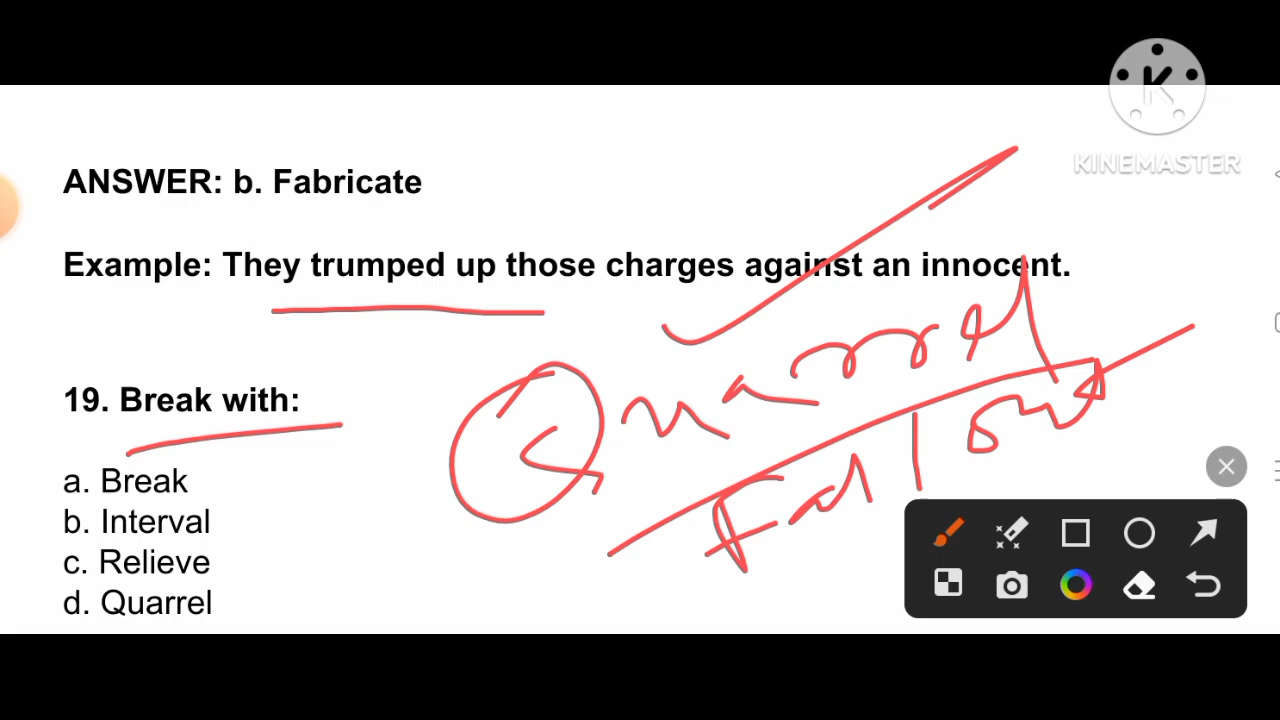 KINEMASTER
ANSWER: b. Fabricate
Example: They trumped up those charges against an innocent.
Quarrel
19. Break with:
Fall out
a. Break
b. Interval
c. Relieve
d. Quarrel